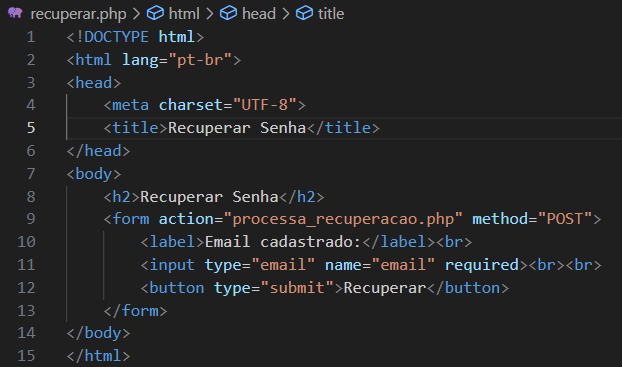 recuperar.php > html > head > title
1 <!DOCTYPE html>
2 <html lang="pt-br">
3 <head>
4     <meta charset="UTF-8">
5     <title>Recuperar Senha</title>
6 </head>
7 <body>
8     <h2>Recuperar Senha</h2>
9     <form action="processa_recuperacao.php" method="POST">
10         <label>Email cadastrado:</label><br>
11         <input type="email" name="email" required><br><br>
12         <button type="submit">Recuperar</button>
13     </form>
14 </body>
15 </html>